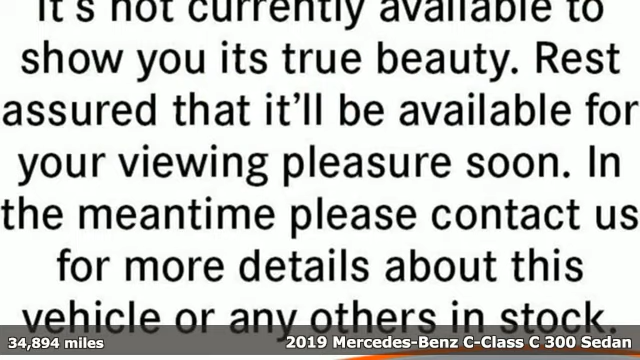 It's not currently available to
show you its true beauty. Rest
assured that it'll be available for
your viewing pleasure soon. In
the meantime please contact us
for more details about this
vehicle or any others in stock.
34,894 miles
2019 Mercedes-Benz C-Class C 300 Sedan